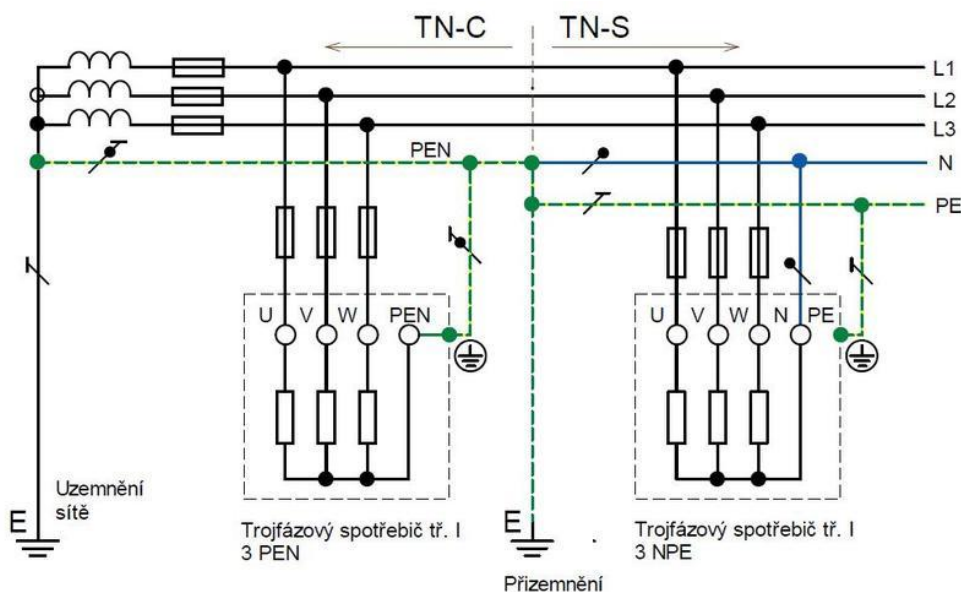 TN-C
TN-S
L1
L2
L3
PEN
N
PE
U V W PEN
U V W N PE
Uzemnění
sítě
E
Trojfázový spotřebič tř. I
3 PEN
E
Trojfázový spotřebič tř. I
3 NPE
Přizemnění